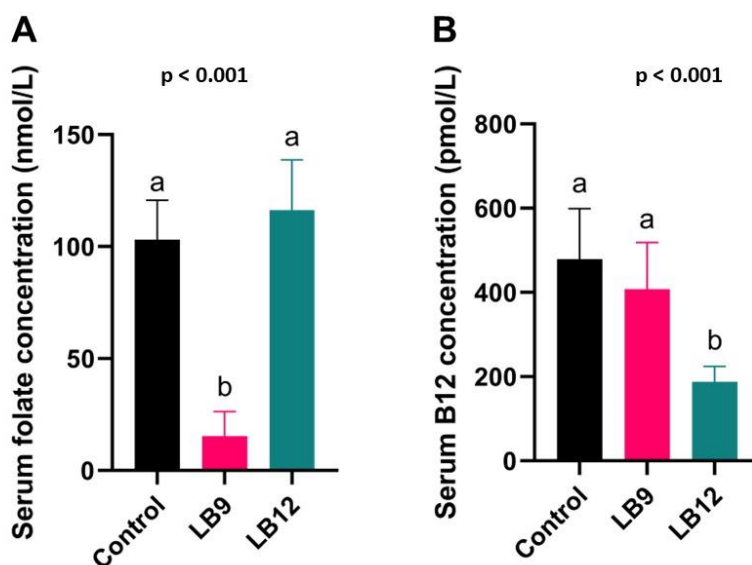 A
p < 0.001
Serum folate concentration (nmol/L)
150
100
50
0
a
b
a
Control
LB9
LB12
B
p < 0.001
Serum B12 concentration (pmol/L)
800
600
400
200
0
a
a
b
Control
LB9
LB12